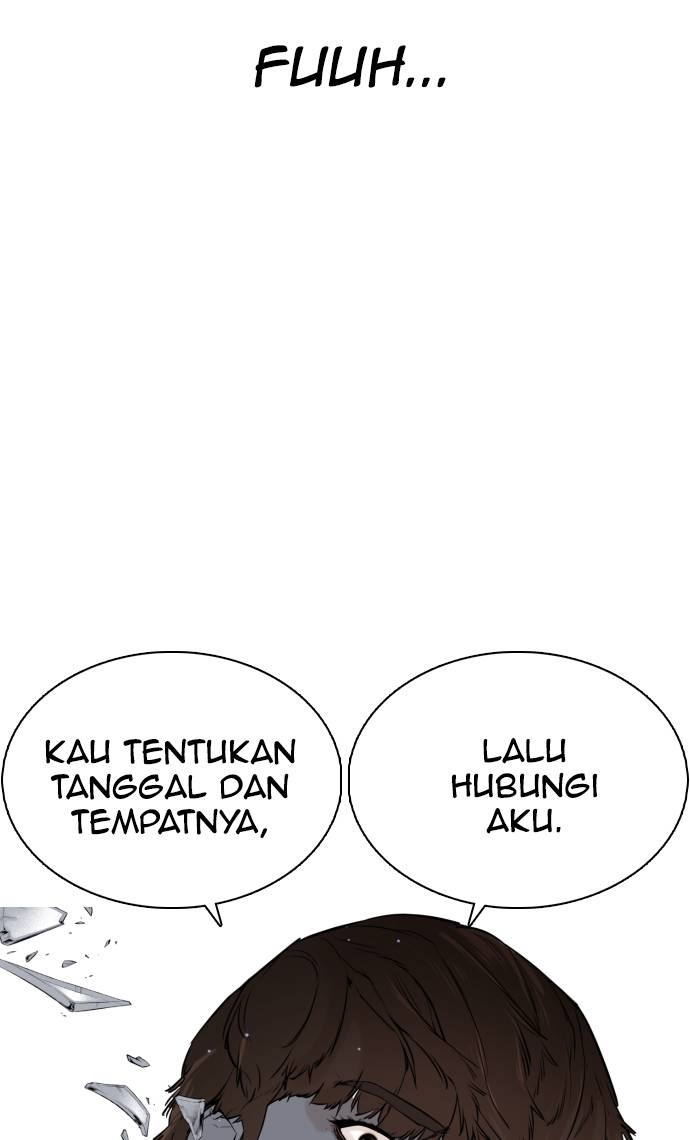 FUUH...
KAU TENTUKAN
TANGGAL DAN
TEMPATNYA,
LALU
HUBUNGI
AKU.